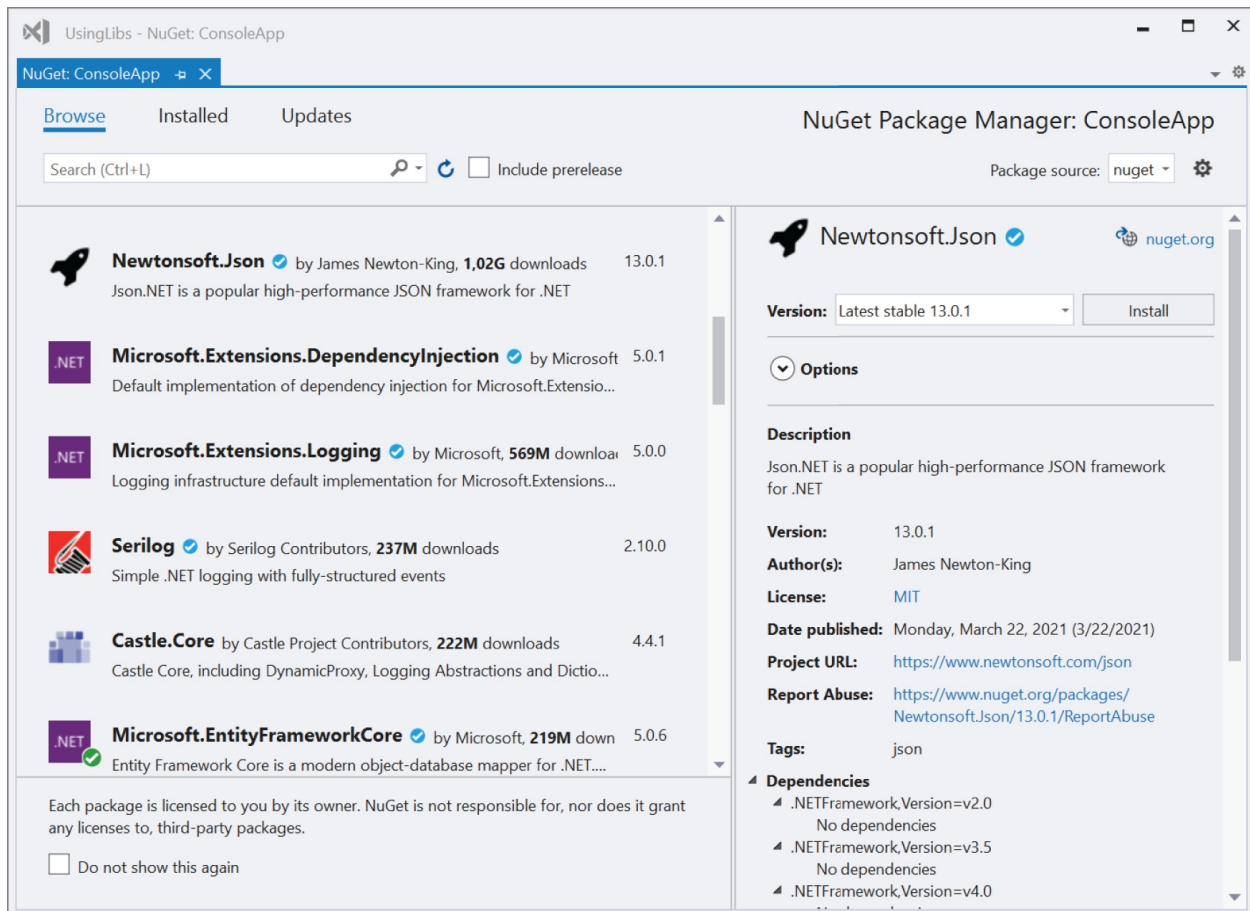 UsingLibs - NuGet: ConsoleApp
NuGet: ConsoleApp
Browse Installed Updates
NuGet Package Manager: ConsoleApp
Search (Ctrl+L)
Include prerelease
Package source: nuget
Newtonsoft.Json by James Newton-King, 1,02G downloads 13.0.1
Json.NET is a popular high-performance JSON framework for .NET
.NET
Microsoft.Extensions.DependencyInjection by Microsoft 5.0.1
Default implementation of dependency injection for Microsoft.Extensio...
.NET
Microsoft.Extensions.Logging by Microsoft, 569M downloa 5.0.0
Logging infrastructure default implementation for Microsoft.Extensions...
Serilog by Serilog Contributors, 237M downloads 2.10.0
Simple .NET logging with fully-structured events
Castle.Core by Castle Project Contributors, 222M downloads 4.4.1
Castle Core, including DynamicProxy, Logging Abstractions and Dictio...
.NET
Microsoft.EntityFrameworkCore by Microsoft, 219M down 5.0.6
Entity Framework Core is a modern object-database mapper for .NET....
Each package is licensed to you by its owner. NuGet is not responsible for, nor does it grant
any licenses to, third-party packages.
Do not show this again
Newtonsoft.Json nuget.org
Version: Latest stable 13.0.1 Install
Options
Description
Json.NET is a popular high-performance JSON framework
for .NET
Version: 13.0.1
Author(s): James Newton-King
License: MIT
Date published: Monday, March 22, 2021 (3/22/2021)
Project URL: https://www.newtonsoft.com/json
Report Abuse: https://www.nuget.org/packages/
Newtonsoft.Json/13.0.1/ReportAbuse
Tags: json
Dependencies
.NETFramework,Version=v2.0
No dependencies
.NETFramework,Version=v3.5
No dependencies
.NETFramework,Version=v4.0